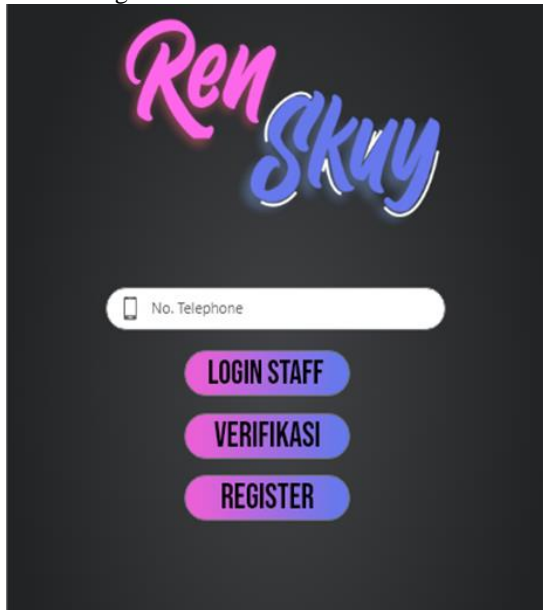 Ren
Skuy
No. Telephone
LOGIN STAFF
VERIFIKASI
REGISTER